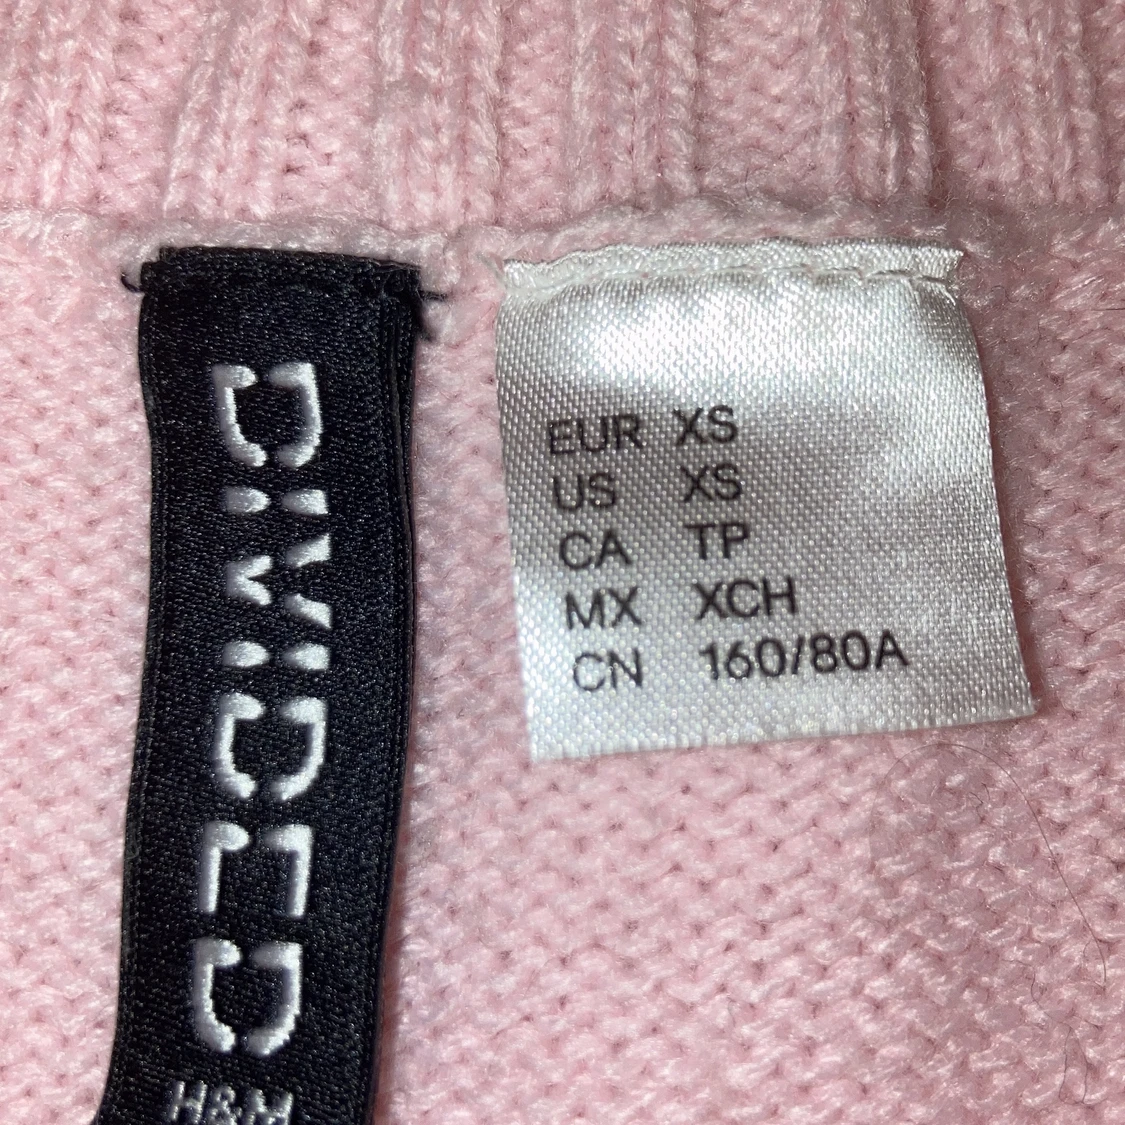 DIVIDED
H&M
EUR XS
US XS
CA TP
MX XCH
CN 160/80A